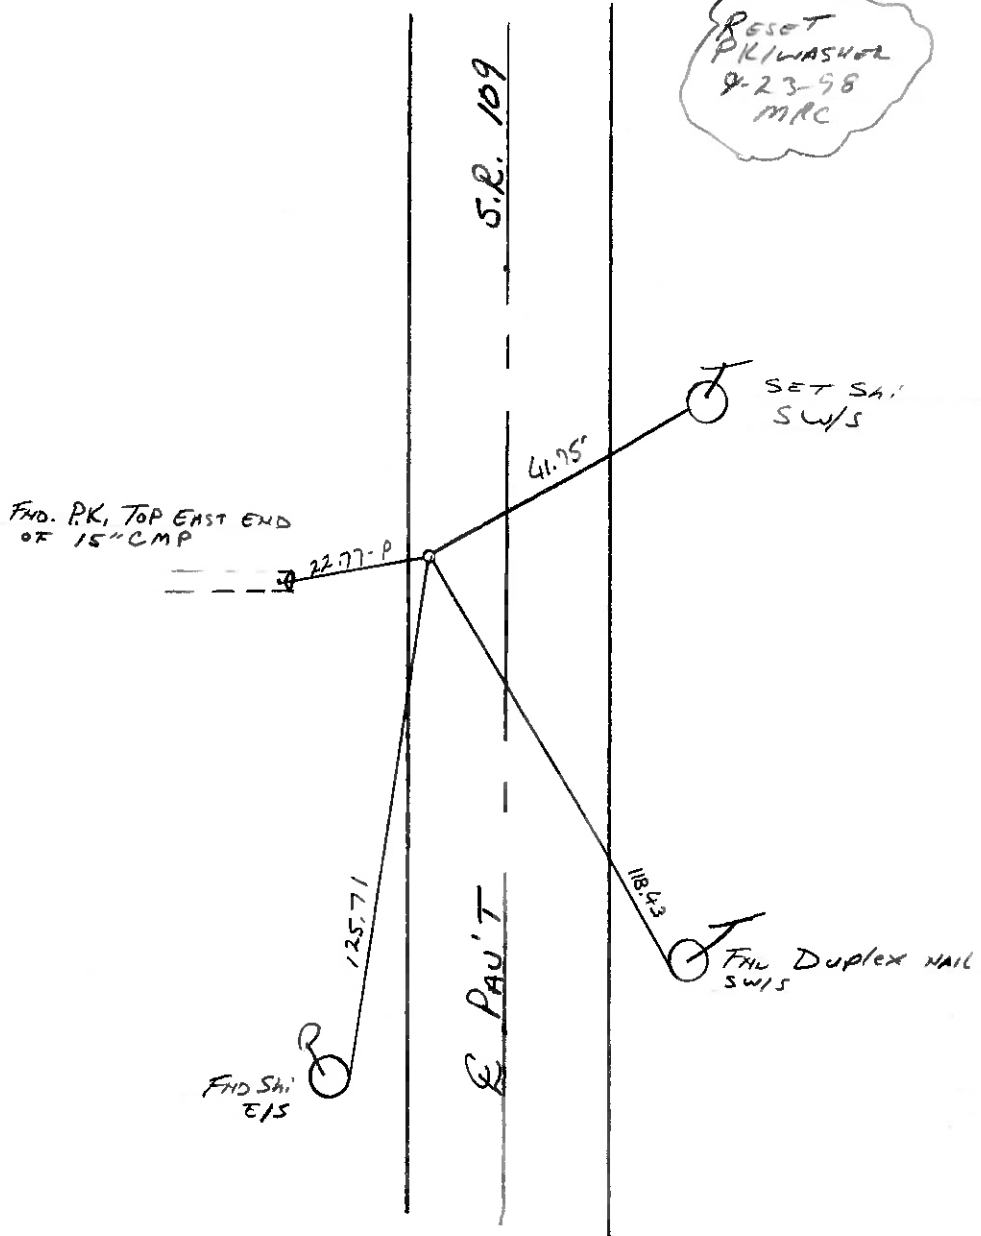 RESET
PK/WASHER
9-23-98
MRC
S.R. 109
SET Shi
SW/S
41.75'
FND. P.K. TOP EAST END
OF 15" CMP
22.77-P
125.71
118.43
FND Duplex NAIL
SW/S
℄ PAV'T
FND Shi
E/S